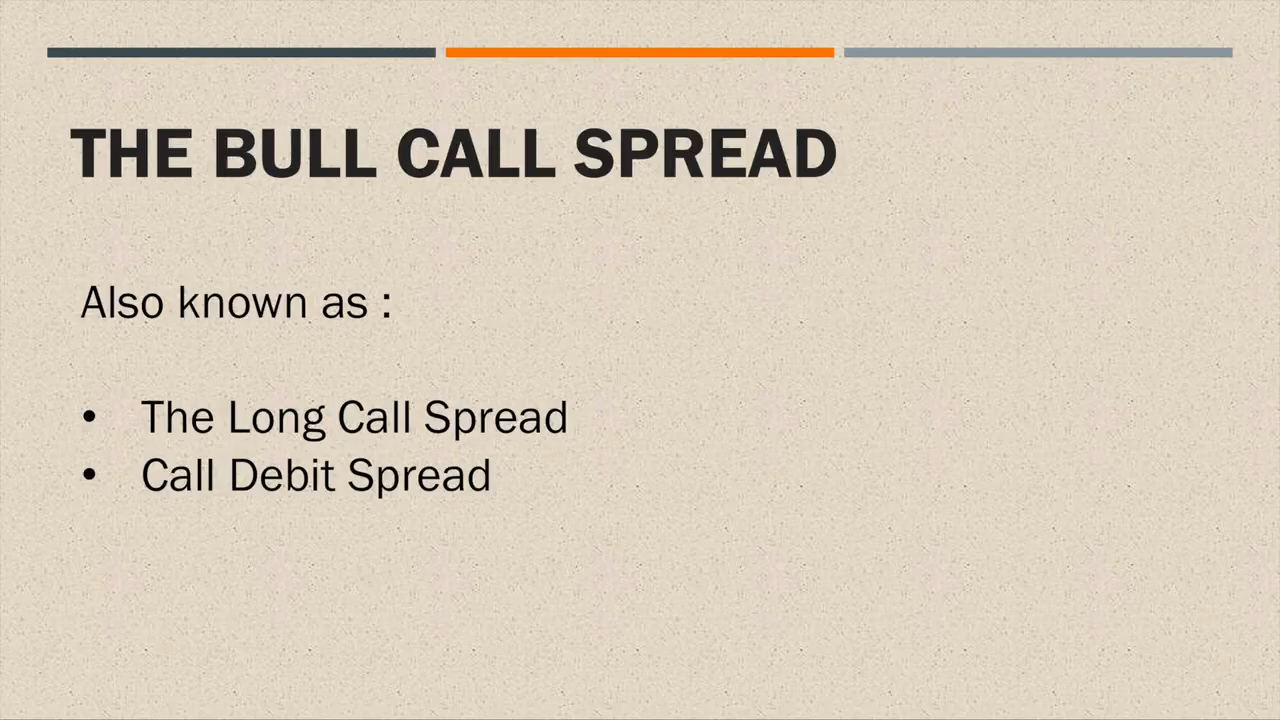 THE BULL CALL SPREAD
Also known as :
• The Long Call Spread
• Call Debit Spread